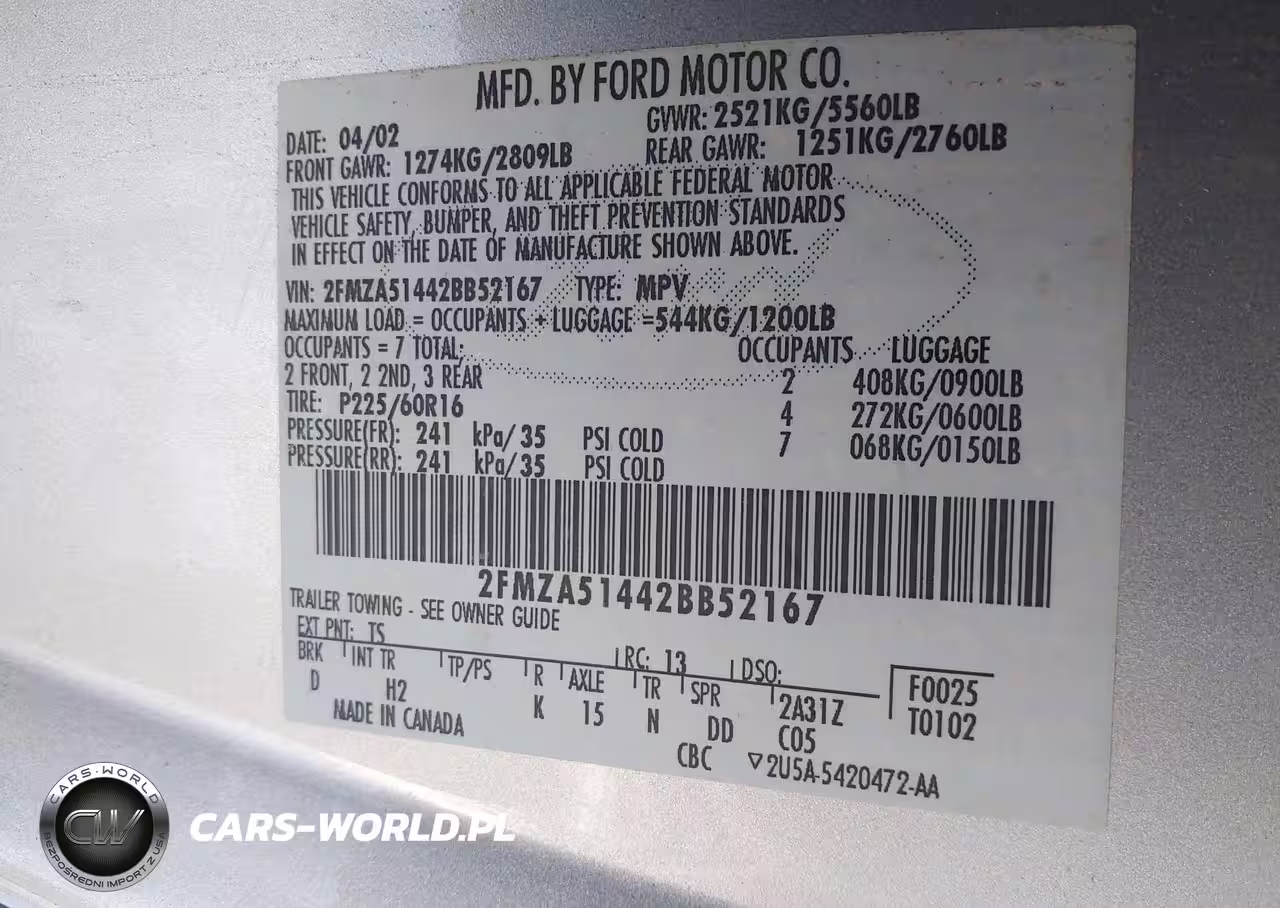 MFD. BY FORD MOTOR CO.
DATE: 04/02 GVWR: 2521KG/5560LB
FRONT GAWR: 1274KG/2809LB REAR GAWR: 1251KG/2760LB
THIS VEHICLE CONFORMS TO ALL APPLICABLE FEDERAL MOTOR
VEHICLE SAFETY, BUMPER, AND THEFT PREVENTION STANDARDS
IN EFFECT ON THE DATE OF MANUFACTURE SHOWN ABOVE.
VIN: 2FMZA51442BB52167 TYPE: MPV
MAXIMUM LOAD = OCCUPANTS + LUGGAGE =544KG/1200LB
OCCUPANTS = 7 TOTAL; OCCUPANTS LUGGAGE
2 FRONT, 2 2ND, 3 REAR 2 408KG/0900LB
TIRE: P225/60R16 4 272KG/0600LB
PRESSURE(FR): 241 kPa/35 PSI COLD 7 068KG/0150LB
PRESSURE(RR): 241 kPa/35 PSI COLD
2FMZA51442BB52167
TRAILER TOWING - SEE OWNER GUIDE
EXT PNT: TS RC: 13 DSO: F0025
BRK INT TR TP/PS R AXLE TR SPR 2A31Z T0102
D H2 K 15 N DD C05
MADE IN CANADA CBC ▽2U5A-5420472-AA
CARS-WORLD
CW
BEZPOŚREDNI IMPORT Z USA
CARS-WORLD.PL